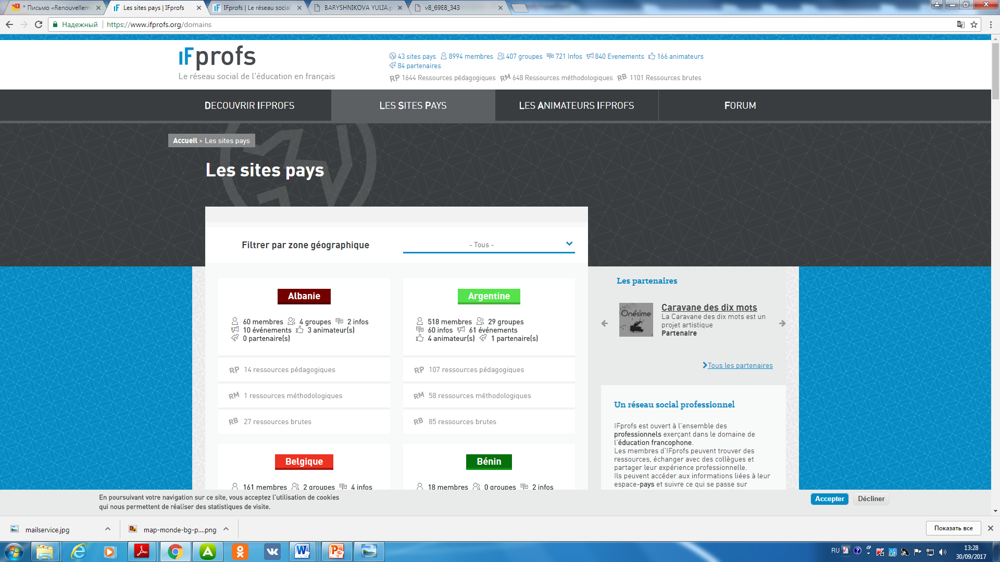 * Письмо «Renouvellem
Les sites pays | IFprofs
IFprofs | Le réseau social
BARYSHNIKOVA YULIA.p
v8_69E8_343
Надежный
https://www.ifprofs.org/domains
IFprofs
Le réseau social de l'éducation en français
43 sites pays 8994 membres 407 groupes 721 Infos 840 Evenements 166 animateurs
84 partenaires
RP 1644 Ressources pédagogiques RM 648 Ressources méthodologiques RB 1101 Ressources brutes
DECOUVRIR IFPROFS
LES SITES PAYS
LES ANIMATEURS IFPROFS
FORUM
Accueil > Les sites pays
Les sites pays
Filtrer par zone géographique
- Tous -
Albanie
60 membres 4 groupes 2 infos
10 événements 3 animateur(s)
0 partenaire(s)
RP 14 ressources pédagogiques
RM 1 ressources méthodologiques
RB 27 ressources brutes
Argentine
518 membres 29 groupes
60 infos 61 événements
4 animateur(s) 1 partenaire(s)
RP 107 ressources pédagogiques
RM 58 ressources méthodologiques
RB 85 ressources brutes
Belgique
161 membres 2 groupes 4 infos
Bénin
18 membres 0 groupes 2 infos
Les partenaires
Onésime
Caravane des dix mots
La Caravane des dix mots est un
projet artistique
Partenaire
Tous les partenaires
Un réseau social professionnel
IFprofs est ouvert à l'ensemble des
professionnels exerçant dans le domaine de
l'éducation francophone.
Les membres d'IFprofs peuvent trouver des
ressources, échanger avec des collègues et
partager leur expérience professionnelle.
Ils peuvent accéder aux informations liées à leur
espace-pays et suivre ce qui se passe sur
En poursuivant votre navigation sur ce site, vous acceptez l'utilisation de cookies
qui nous permettent de réaliser des statistiques de visite.
Accepter
Décliner
mailservice.jpg
map-monde-bg-p....png
Показать все
RU
13:28
30/09/2017